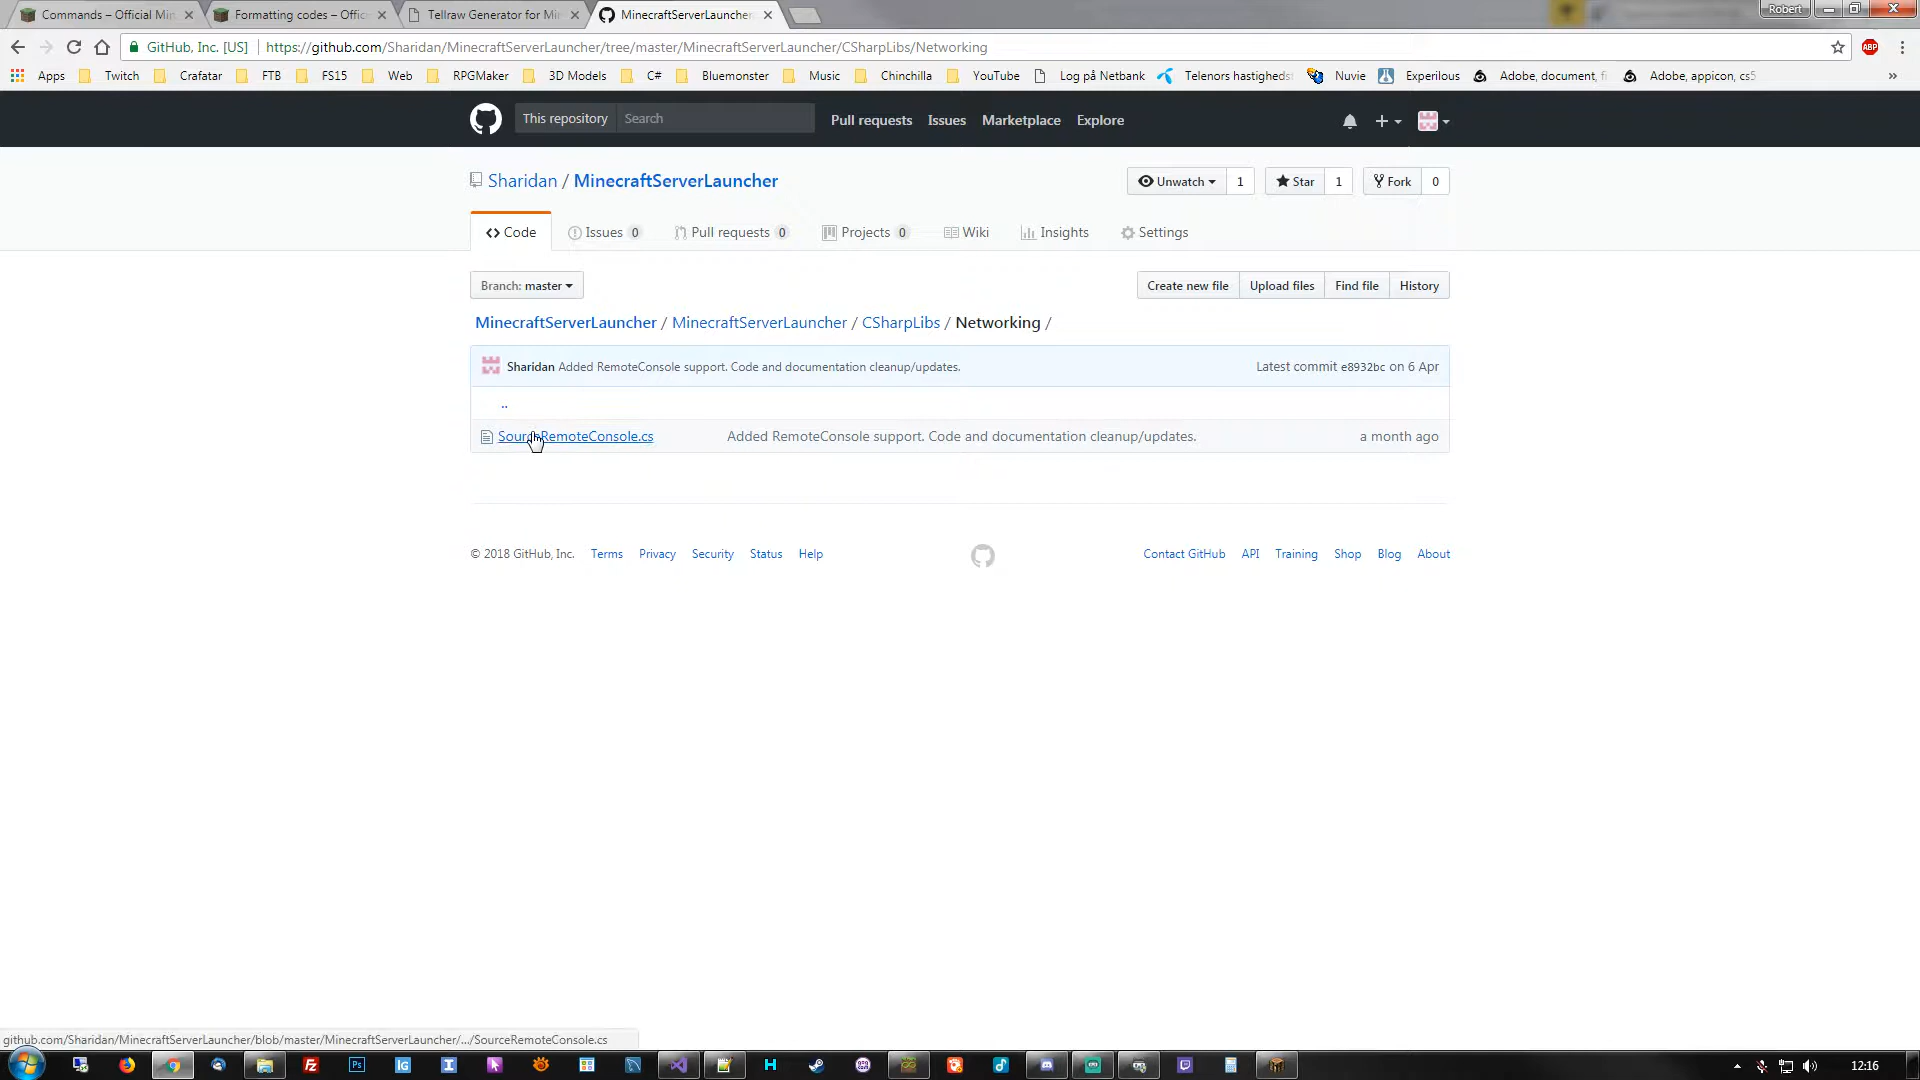 Commands – Official Min
Formatting codes – Offic
Tellraw Generator for Mi
MinecraftServerLauncher
Robert
GitHub, Inc. [US]
https://github.com/Sharidan/MinecraftServerLauncher/tree/master/MinecraftServerLauncher/CSharpLibs/Networking
ABP
Apps
Twitch
Crafatar
FTB
FS15
Web
RPGMaker
3D Models
C#
Bluemonster
Music
Chinchilla
YouTube
Log på Netbank
Telenors hastigheds
Nuvie
Experilous
Adobe, document, fi
Adobe, appicon, cs5
»
This repository
Search
Pull requests
Issues
Marketplace
Explore
Sharidan / MinecraftServerLauncher
Unwatch
1
Star
1
Fork
0
Code
Issues 0
Pull requests 0
Projects 0
Wiki
Insights
Settings
Branch: master
Create new file
Upload files
Find file
History
MinecraftServerLauncher / MinecraftServerLauncher / CSharpLibs / Networking /
Sharidan Added RemoteConsole support. Code and documentation cleanup/updates.
Latest commit e8932bc on 6 Apr
..
SourceRemoteConsole.cs
Added RemoteConsole support. Code and documentation cleanup/updates.
a month ago
© 2018 GitHub, Inc.
Terms
Privacy
Security
Status
Help
Contact GitHub
API
Training
Shop
Blog
About
github.com/Sharidan/MinecraftServerLauncher/blob/master/MinecraftServerLauncher/.../SourceRemoteConsole.cs
12:16